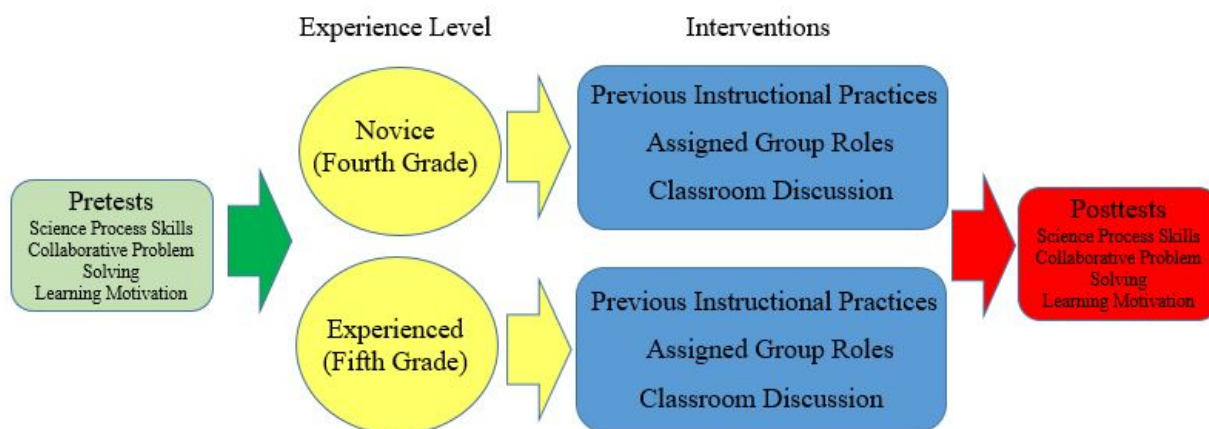 Experience Level
Interventions
Pretests
Science Process Skills
Collaborative Problem
Solving
Learning Motivation
Novice
(Fourth Grade)
Previous Instructional Practices
Assigned Group Roles
Classroom Discussion
Experienced
(Fifth Grade)
Previous Instructional Practices
Assigned Group Roles
Classroom Discussion
Posttests
Science Process Skills
Collaborative Problem
Solving
Learning Motivation